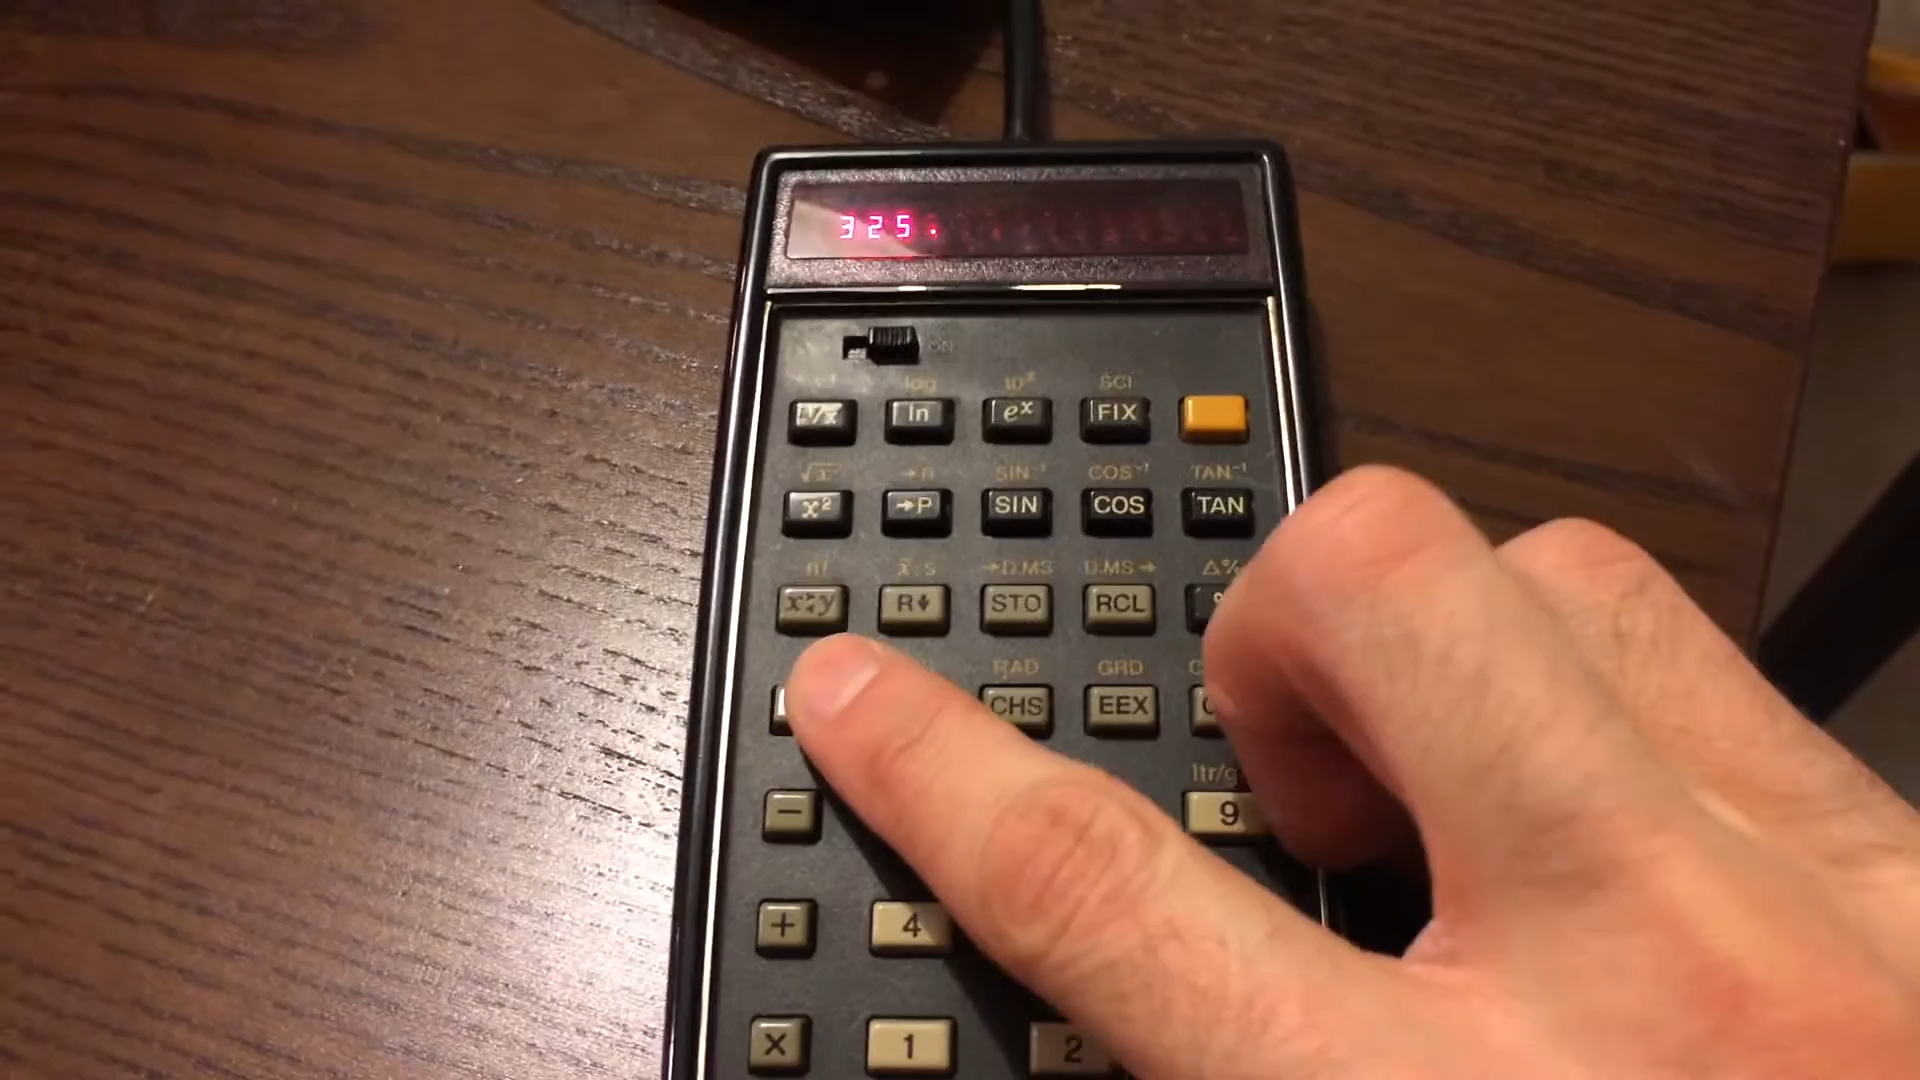 325.
ON
log 10ˣ SCI
ln eˣ FIX
√x →n SIN⁻¹ COS⁻¹ TAN⁻¹
x² →P SIN COS TAN
n! x̄,s →D.MS D.MS→ Δ%
x⇄y R↓ STO RCL
RAD GRD
CHS EEX
ltr/g
− 9
+ 4
× 1 2